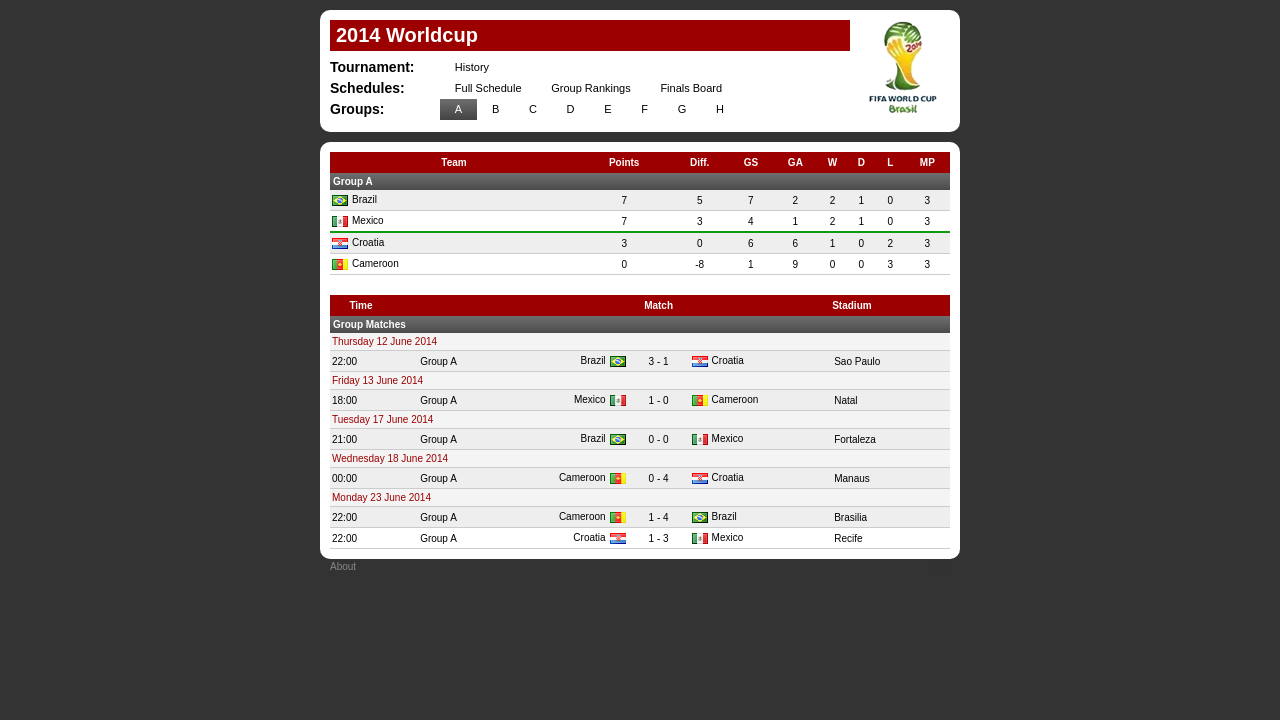 2014 Worldcup
2014
FIFA WORLD CUP
Brasil
Tournament: History
Schedules: Full Schedule Group Rankings Finals Board
Groups: A B C D E F G H
Team Points Diff. GS GA W D L MP
Group A
Brazil 7 5 7 2 2 1 0 3
Mexico 7 3 4 1 2 1 0 3
Croatia 3 0 6 6 1 0 2 3
Cameroon 0 -8 1 9 0 0 3 3
Time Match Stadium
Group Matches
Thursday 12 June 2014
22:00 Group A Brazil 3 - 1 Croatia Sao Paulo
Friday 13 June 2014
18:00 Group A Mexico 1 - 0 Cameroon Natal
Tuesday 17 June 2014
21:00 Group A Brazil 0 - 0 Mexico Fortaleza
Wednesday 18 June 2014
00:00 Group A Cameroon 0 - 4 Croatia Manaus
Monday 23 June 2014
22:00 Group A Cameroon 1 - 4 Brazil Brasilia
22:00 Group A Croatia 1 - 3 Mexico Recife
About